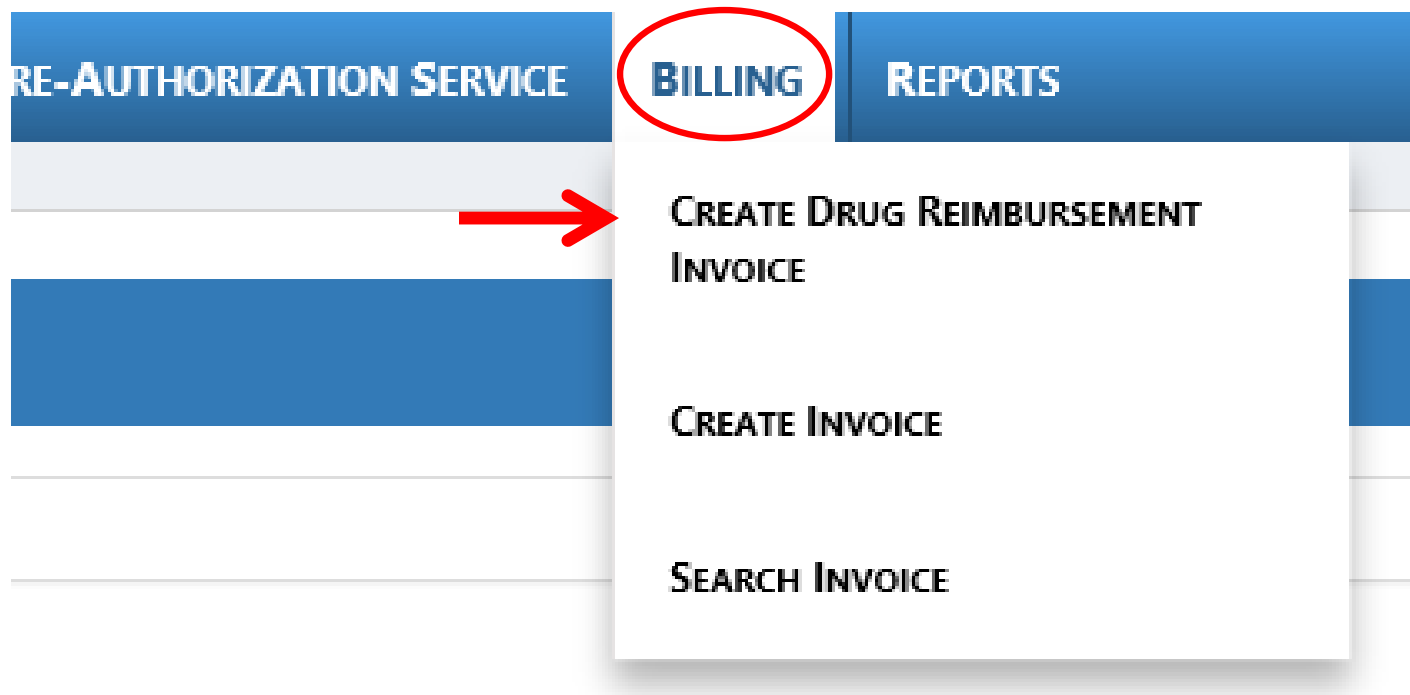 RE-AUTHORIZATION SERVICE BILLING REPORTS
CREATE DRUG REIMBURSEMENT
INVOICE
CREATE INVOICE
SEARCH INVOICE